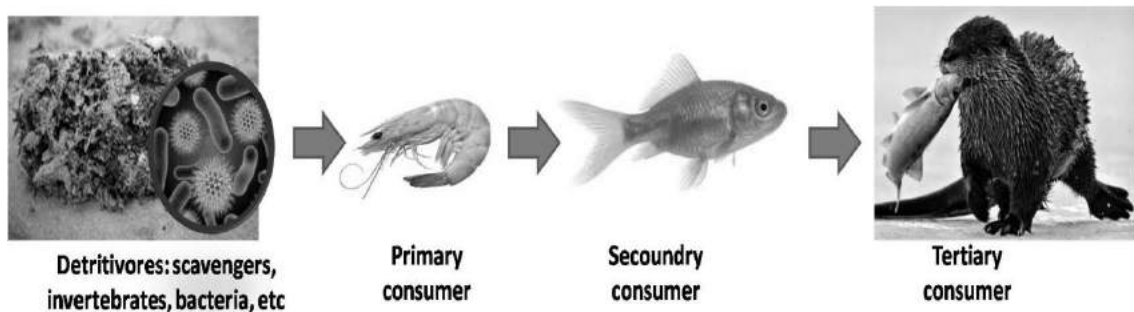 Detritivores: scavengers,
invertebrates, bacteria, etc
Primary
consumer
Secoundry
consumer
Tertiary
consumer